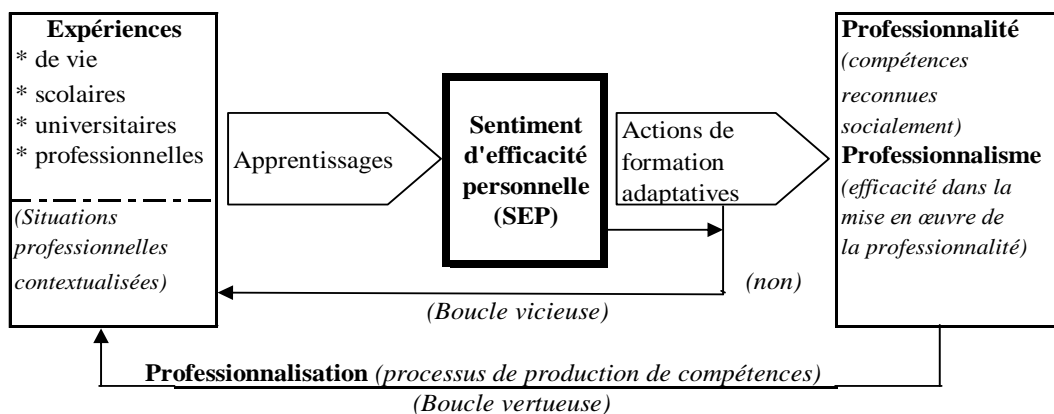 Expériences
* de vie
* scolaires
* universitaires
* professionnelles
(Situations
professionnelles
contextualisées)
Apprentissages
Sentiment
d'efficacité
personnelle
(SEP)
Actions de
formation
adaptatives
Professionnalité
(compétences
reconnues
socialement)
Professionnalisme
(efficacité dans la
mise en œuvre de
la professionnalité)
(non)
(Boucle vicieuse)
Professionnalisation (processus de production de compétences)
(Boucle vertueuse)